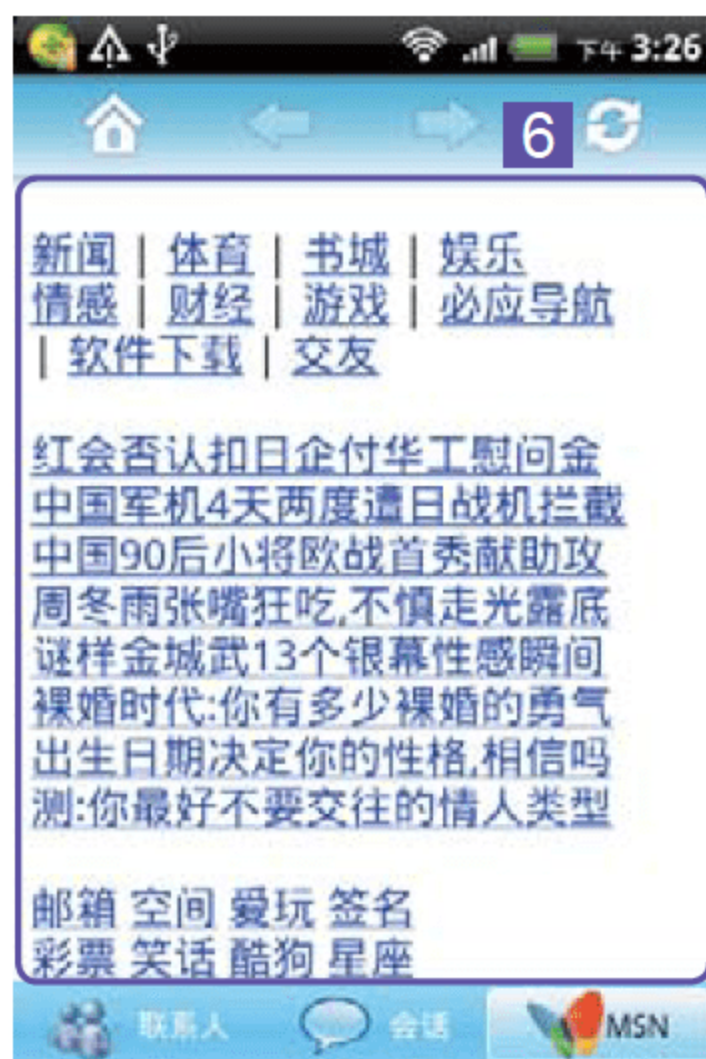 下午 3:26
6
新闻 | 体育 | 书城 | 娱乐
情感 | 财经 | 游戏 | 必应导航
| 软件下载 | 交友
红会否认扣日企付华工慰问金
中国军机4天两度遭日战机拦截
中国90后小将欧战首秀献助攻
周冬雨张嘴狂吃,不慎走光露底
谜样金城武13个银幕性感瞬间
裸婚时代:你有多少裸婚的勇气
出生日期决定你的性格,相信吗
测:你最好不要交往的情人类型
邮箱 空间 爱玩 签名
彩票 笑话 酷狗 星座
联系人 会话 MSN